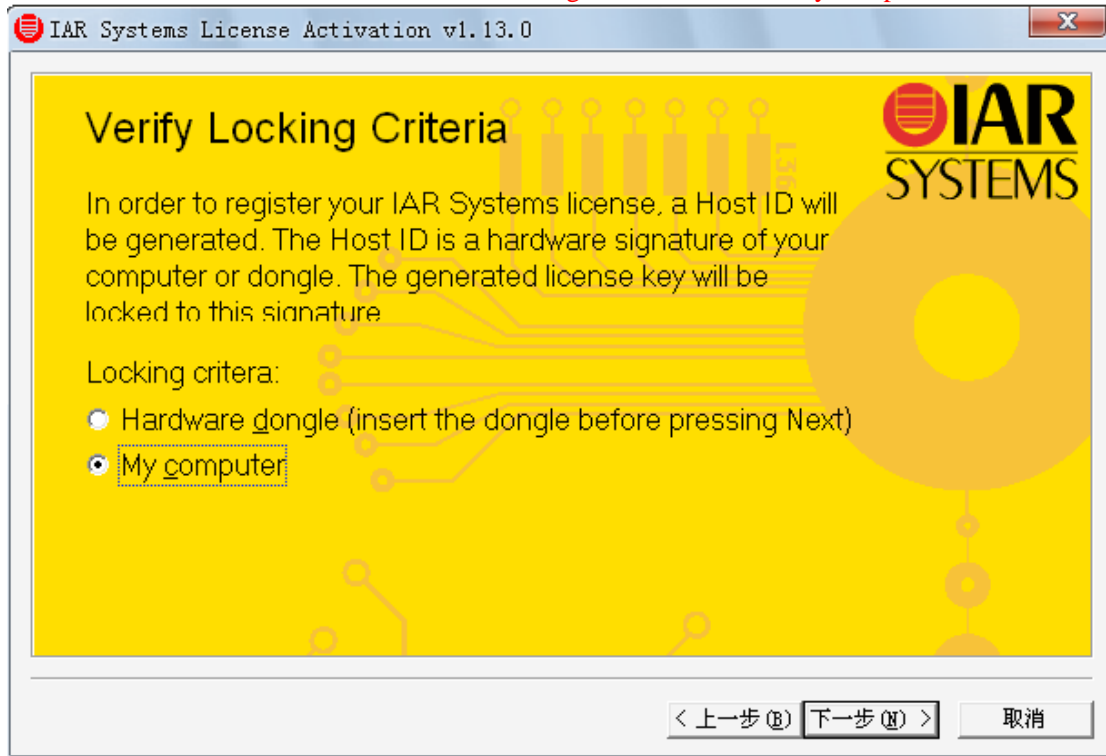 IAR Systems License Activation v1.13.0
Verify Locking Criteria
IAR
SYSTEMS
L36
In order to register your IAR Systems license, a Host ID will
be generated. The Host ID is a hardware signature of your
computer or dongle. The generated license key will be
locked to this signature
Locking critera:
Hardware dongle (insert the dongle before pressing Next)
My computer
< 上一步(B) 下一步(N) > 取消